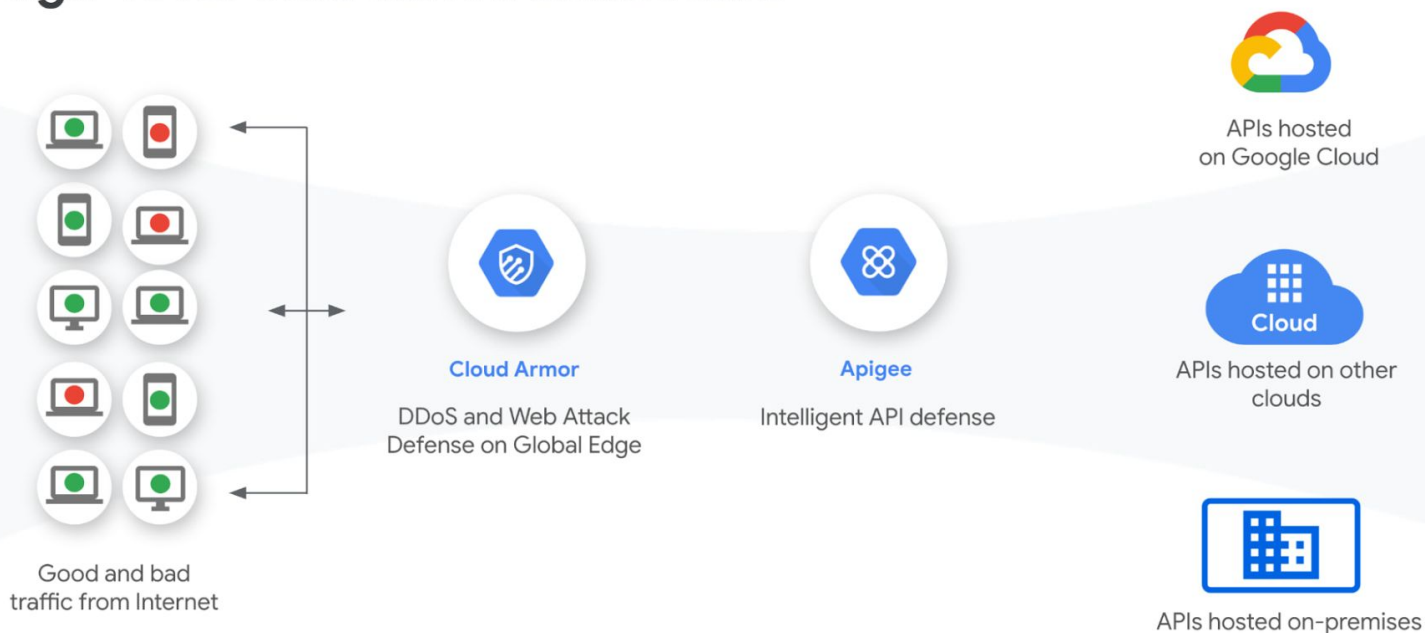 Good and bad
traffic from Internet
Cloud Armor
DDoS and Web Attack
Defense on Global Edge
Apigee
Intelligent API defense
APIs hosted
on Google Cloud
Cloud
APIs hosted on other
clouds
APIs hosted on-premises